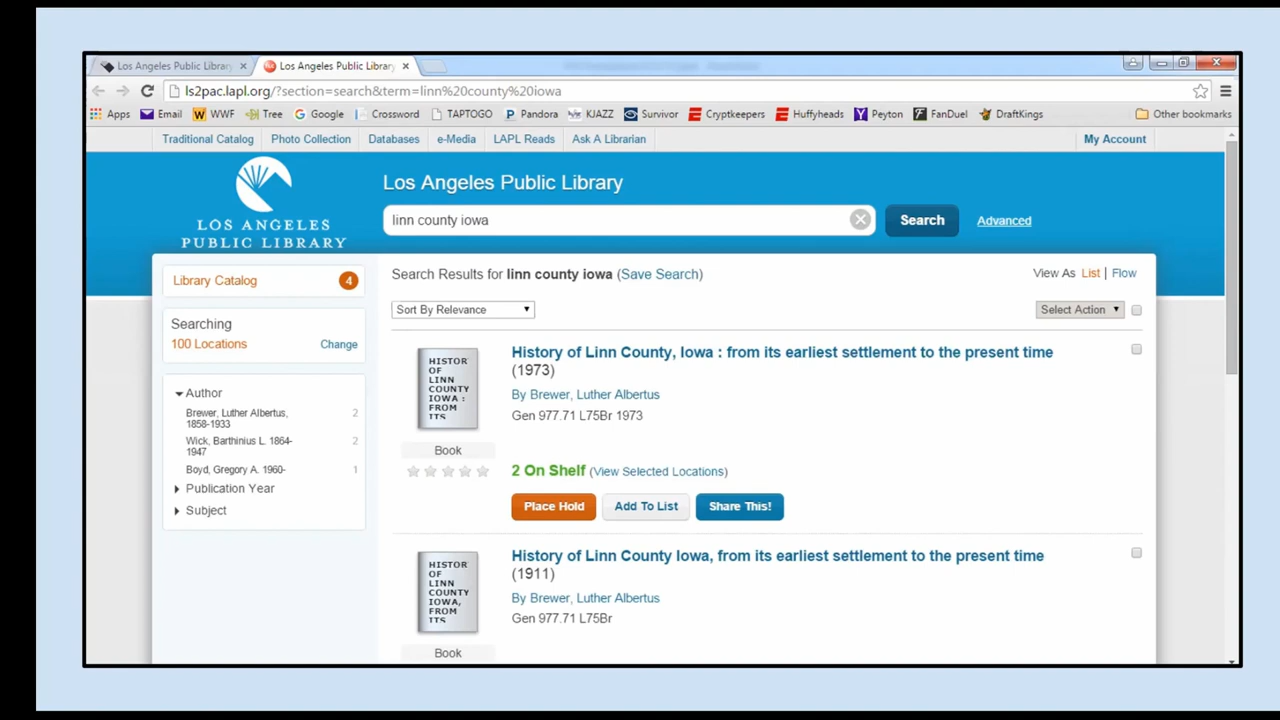 Los Angeles Public Library
Los Angeles Public Library
ls2pac.lapl.org/?section=search&term=linn%20county%20iowa
Apps Email WWF Tree Google Crossword TAPTOGO Pandora KJAZZ Survivor Cryptkeepers Huffyheads Peyton FanDuel DraftKings Other bookmarks
Traditional Catalog Photo Collection Databases e-Media LAPL Reads Ask A Librarian My Account
LOS ANGELES
PUBLIC LIBRARY
Los Angeles Public Library
linn county iowa Search Advanced
Library Catalog 4
Searching
100 Locations Change
Author
Brewer, Luther Albertus, 2
1858-1933
Wick, Barthinius L. 1864- 2
1947
Boyd, Gregory A. 1960- 1
Publication Year
Subject
Search Results for linn county iowa (Save Search) View As List | Flow
Sort By Relevance Select Action
HISTOR
OF
LINN
COUNTY
IOWA :
FROM
ITS
Book
History of Linn County, Iowa : from its earliest settlement to the present time
(1973)
By Brewer, Luther Albertus
Gen 977.71 L75Br 1973
2 On Shelf (View Selected Locations)
Place Hold Add To List Share This!
HISTOR
OF
LINN
COUNTY
IOWA,
FROM
ITS
Book
History of Linn County Iowa, from its earliest settlement to the present time
(1911)
By Brewer, Luther Albertus
Gen 977.71 L75Br